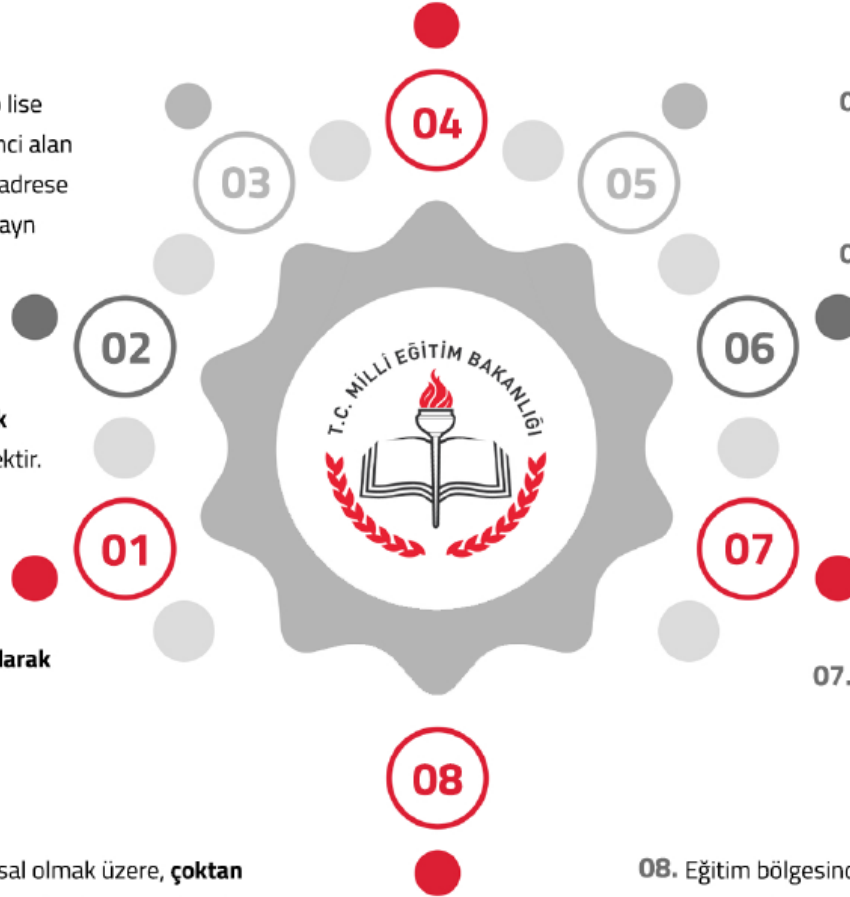 04
lise
03
05
nci alan
adrese
ayn
02
06
T.C. MİLLÎ EĞİTİM BAKANLIĞI
k
ektir.
01
07
larak
07.
08
sal olmak üzere, çoktan
08. Eğitim bölgesind